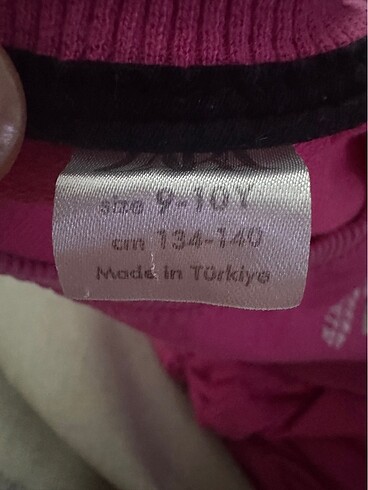 size 9-10Y
cm 134-140
Made in Türkiye